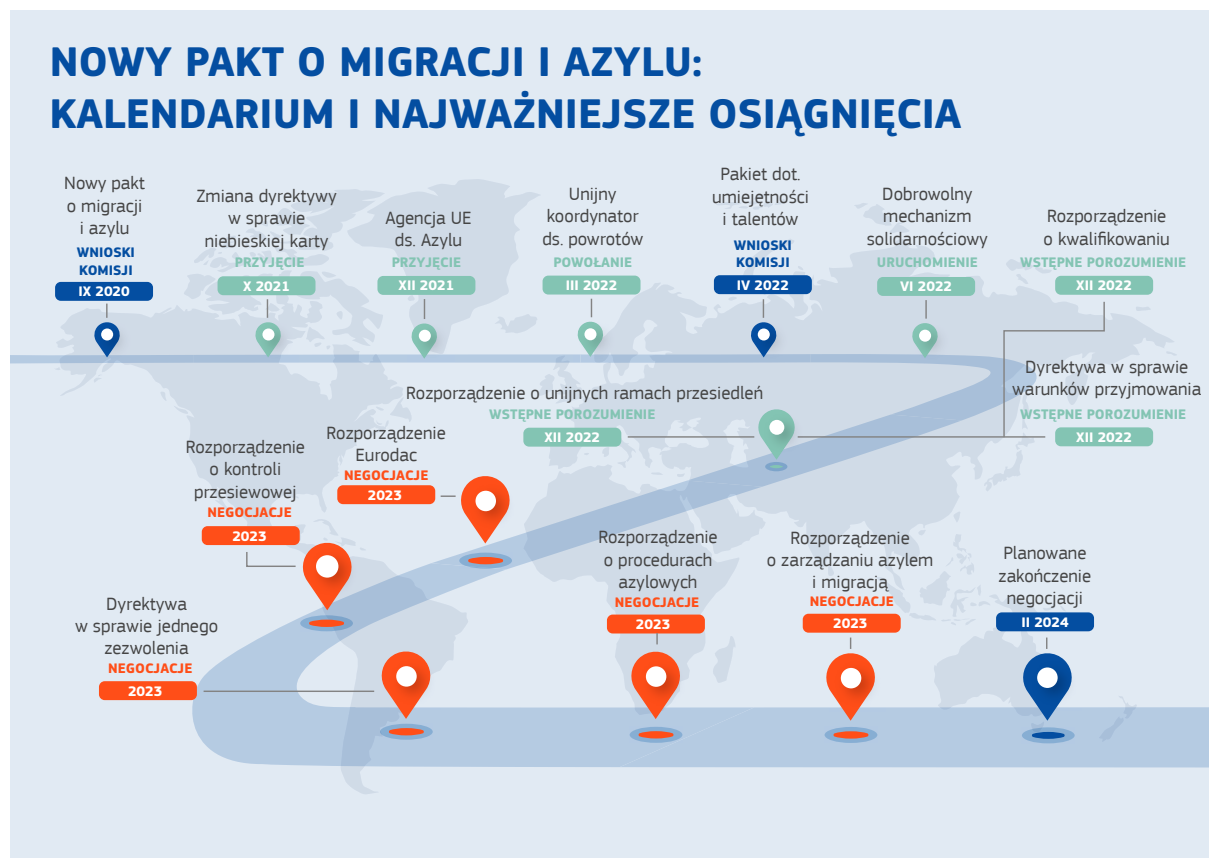 NOWY PAKT O MIGRACJI I AZYLU:
KALENDARIUM I NAJWAŻNIEJSZE OSIĄGNIĘCIA
Nowy pakt
o migracji
i azylu
WNIOSKI
KOMISJI
IX 2020
Zmiana dyrektywy
w sprawie
niebieskiej karty
PRZYJĘCIE
X 2021
Agencja UE
ds. Azylu
PRZYJĘCIE
XII 2021
Unijny
koordynator
ds. powrotów
POWOŁANIE
III 2022
Pakiet dot.
umiejętności
i talentów
WNIOSKI
KOMISJI
IV 2022
Dobrowolny
mechanizm
solidarnościowy
URUCHOMIENIE
VI 2022
Rozporządzenie
o kwalifikowaniu
WSTĘPNE POROZUMIENIE
XII 2022
Dyrektywa w sprawie
warunków przyjmowania
WSTĘPNE POROZUMIENIE
XII 2022
Rozporządzenie o unijnych ramach przesiedleń
WSTĘPNE POROZUMIENIE
XII 2022
Rozporządzenie
Eurodac
NEGOCJACJE
2023
Rozporządzenie
o kontroli
przesiewowej
NEGOCJACJE
2023
Dyrektywa
w sprawie jednego
zezwolenia
NEGOCJACJE
2023
Rozporządzenie
o procedurach
azylowych
NEGOCJACJE
2023
Rozporządzenie
o zarządzaniu azylem
i migracją
NEGOCJACJE
2023
Planowane
zakończenie
negocjacji
II 2024